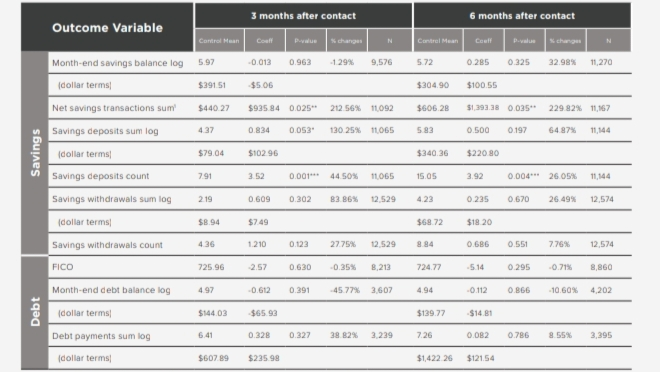 Outcome Variable 3 months after contact 6 months after contact
Control Mean Coeff P-value % changes N Control Mean Coeff P-value % changes N
Savings
Month-end savings balance log 5.97 -0.013 0.963 -1.29% 9,576 5.72 0.285 0.325 32.98% 11,270
(dollar terms) $391.51 -$5.06 $304.90 $100.55
Net savings transactions sum¹ $440.27 $935.84 0.025** 212.56% 11,092 $606.28 $1,393.38 0.035** 229.82% 11,167
Savings deposits sum log 4.37 0.834 0.053* 130.25% 11,065 5.83 0.500 0.197 64.87% 11,144
(dollar terms) $79.04 $102.96 $340.36 $220.80
Savings deposits count 7.91 3.52 0.001*** 44.50% 11,065 15.05 3.92 0.004*** 26.05% 11,144
Savings withdrawals sum log 2.19 0.609 0.302 83.86% 12,529 4.23 0.235 0.670 26.49% 12,574
(dollar terms) $8.94 $7.49 $68.72 $18.20
Savings withdrawals count 4.36 1.210 0.123 27.75% 12,529 8.84 0.686 0.551 7.76% 12,574
Debt
FICO 725.96 -2.57 0.630 -0.35% 8,213 724.77 -5.14 0.295 -0.71% 8,860
Month-end debt balance log 4.97 -0.612 0.391 -45.77% 3,607 4.94 -0.112 0.866 -10.60% 4,202
(dollar terms) $144.03 -$65.93 $139.77 -$14.81
Debt payments sum log 6.41 0.328 0.327 38.82% 3,239 7.26 0.082 0.786 8.55% 3,395
(dollar terms) $607.89 $235.98 $1,422.26 $121.54